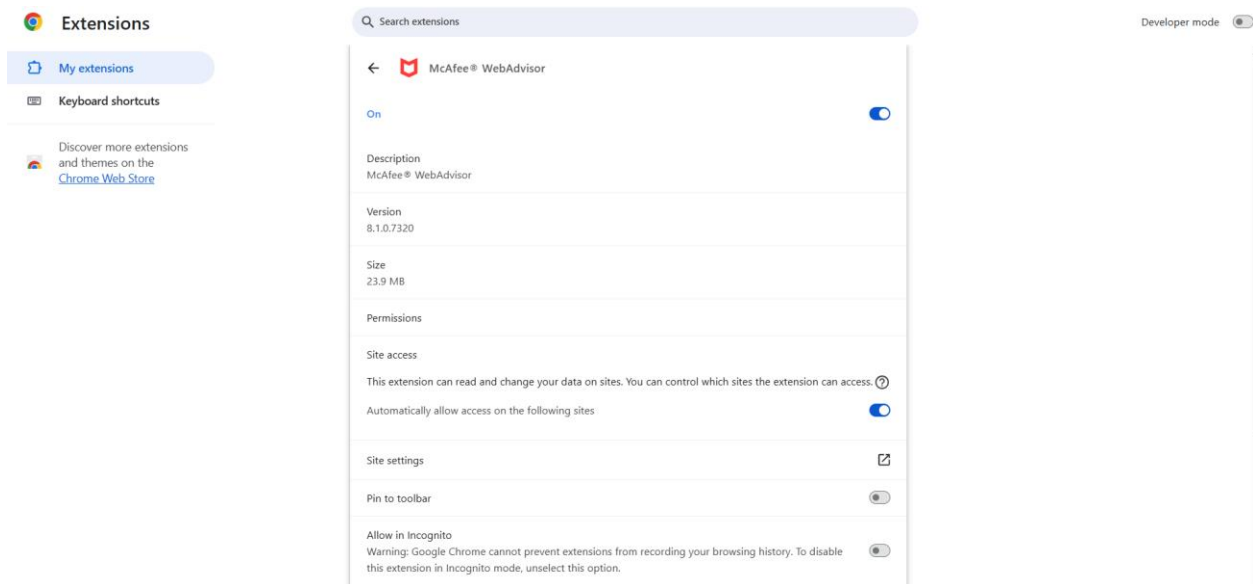 Extensions
Search extensions
Developer mode
My extensions
Keyboard shortcuts
Discover more extensions
and themes on the
Chrome Web Store
McAfee® WebAdvisor
On
Description
McAfee® WebAdvisor
Version
8.1.0.7320
Size
23.9 MB
Permissions
Site access
This extension can read and change your data on sites. You can control which sites the extension can access.
Automatically allow access on the following sites
Site settings
Pin to toolbar
Allow in Incognito
Warning: Google Chrome cannot prevent extensions from recording your browsing history. To disable
this extension in Incognito mode, unselect this option.